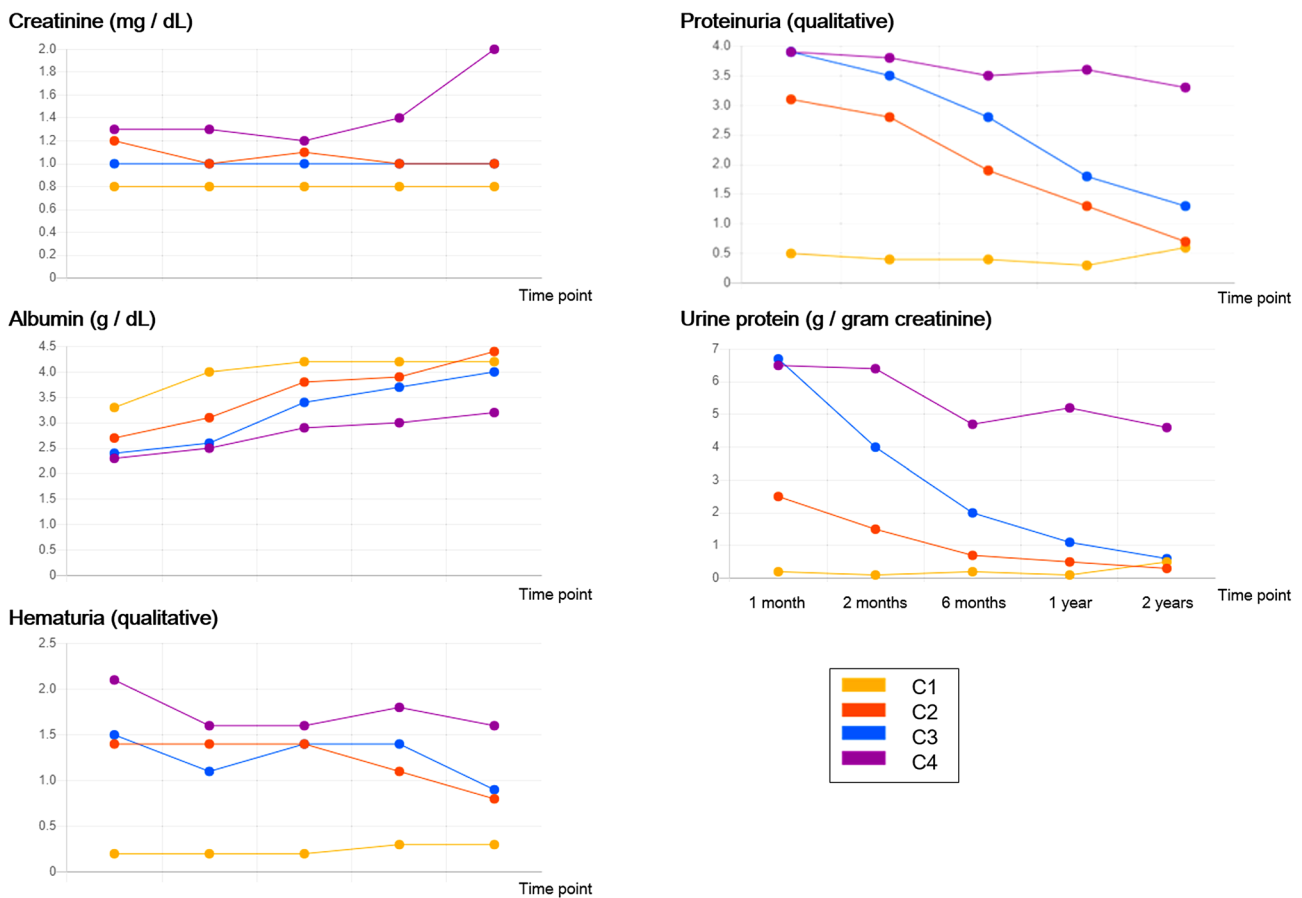 Creatinine (mg / dL)
2.0
1.8
1.6
1.4
1.2
1.0
0.8
0.6
0.4
0.2
0
Time point
Proteinuria (qualitative)
4.0
3.5
3.0
2.5
2.0
1.5
1.0
0.5
0
Time point
Albumin (g / dL)
4.5
4.0
3.5
3.0
2.5
2.0
1.5
1.0
0.5
0
Time point
Urine protein (g / gram creatinine)
7
6
5
4
3
2
1
0
1 month 2 months 6 months 1 year 2 years
Time point
Hematuria (qualitative)
2.5
2.0
1.5
1.0
0.5
0
Time point
C1
C2
C3
C4